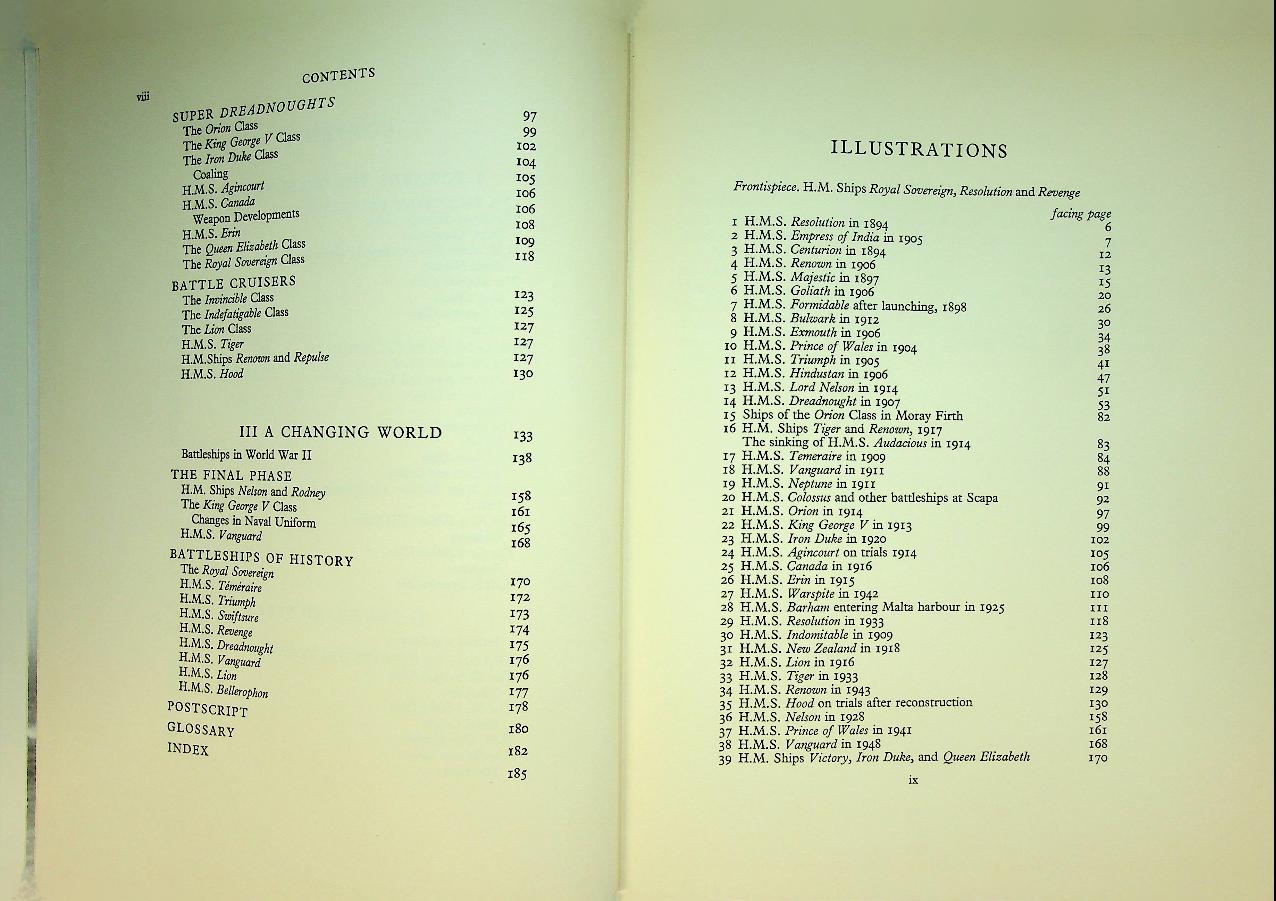 viii
CONTENTS
SUPER DREADNOUGHTS
The Orion Class 97
The King George V Class 99
The Iron Duke Class 102
Coaling 104
H.M.S. Agincourt 105
H.M.S. Canada 106
Weapon Developments 106
H.M.S. Erin 108
The Queen Elizabeth Class 109
The Royal Sovereign Class 118
BATTLE CRUISERS
The Invincible Class 123
The Indefatigable Class 125
The Lion Class 127
H.M.S. Tiger 127
H.M.Ships Renown and Repulse 127
H.M.S. Hood 130
III A CHANGING WORLD 133
Battleships in World War II 138
THE FINAL PHASE
H.M. Ships Nelson and Rodney 158
The King George V Class 161
Changes in Naval Uniform 165
H.M.S. Vanguard 168
BATTLESHIPS OF HISTORY
The Royal Sovereign 170
H.M.S. Téméraire 172
H.M.S. Triumph 173
H.M.S. Swiftsure 174
H.M.S. Revenge 175
H.M.S. Dreadnought 176
H.M.S. Vanguard 176
H.M.S. Lion 177
H.M.S. Bellerophon 178
POSTSCRIPT 180
GLOSSARY 182
INDEX 185
ILLUSTRATIONS
Frontispiece. H.M. Ships Royal Sovereign, Resolution and Revenge
facing page
1 H.M.S. Resolution in 1894 6
2 H.M.S. Empress of India in 1905 7
3 H.M.S. Centurion in 1894 12
4 H.M.S. Renown in 1906 13
5 H.M.S. Majestic in 1897 15
6 H.M.S. Goliath in 1906 20
7 H.M.S. Formidable after launching, 1898 26
8 H.M.S. Bulwark in 1912 30
9 H.M.S. Exmouth in 1906 34
10 H.M.S. Prince of Wales in 1904 38
11 H.M.S. Triumph in 1905 41
12 H.M.S. Hindustan in 1906 47
13 H.M.S. Lord Nelson in 1914 51
14 H.M.S. Dreadnought in 1907 53
15 Ships of the Orion Class in Moray Firth 82
16 H.M. Ships Tiger and Renown, 1917
The sinking of H.M.S. Audacious in 1914 83
17 H.M.S. Temeraire in 1909 84
18 H.M.S. Vanguard in 1911 88
19 H.M.S. Neptune in 1911 91
20 H.M.S. Colossus and other battleships at Scapa 92
21 H.M.S. Orion in 1914 97
22 H.M.S. King George V in 1913 99
23 H.M.S. Iron Duke in 1920 102
24 H.M.S. Agincourt on trials 1914 105
25 H.M.S. Canada in 1916 106
26 H.M.S. Erin in 1915 108
27 H.M.S. Warspite in 1942 110
28 H.M.S. Barham entering Malta harbour in 1925 111
29 H.M.S. Resolution in 1933 118
30 H.M.S. Indomitable in 1909 123
31 H.M.S. New Zealand in 1918 125
32 H.M.S. Lion in 1916 127
33 H.M.S. Tiger in 1933 128
34 H.M.S. Renown in 1943 129
35 H.M.S. Hood on trials after reconstruction 130
36 H.M.S. Nelson in 1928 158
37 H.M.S. Prince of Wales in 1941 161
38 H.M.S. Vanguard in 1948 168
39 H.M. Ships Victory, Iron Duke, and Queen Elizabeth 170
ix